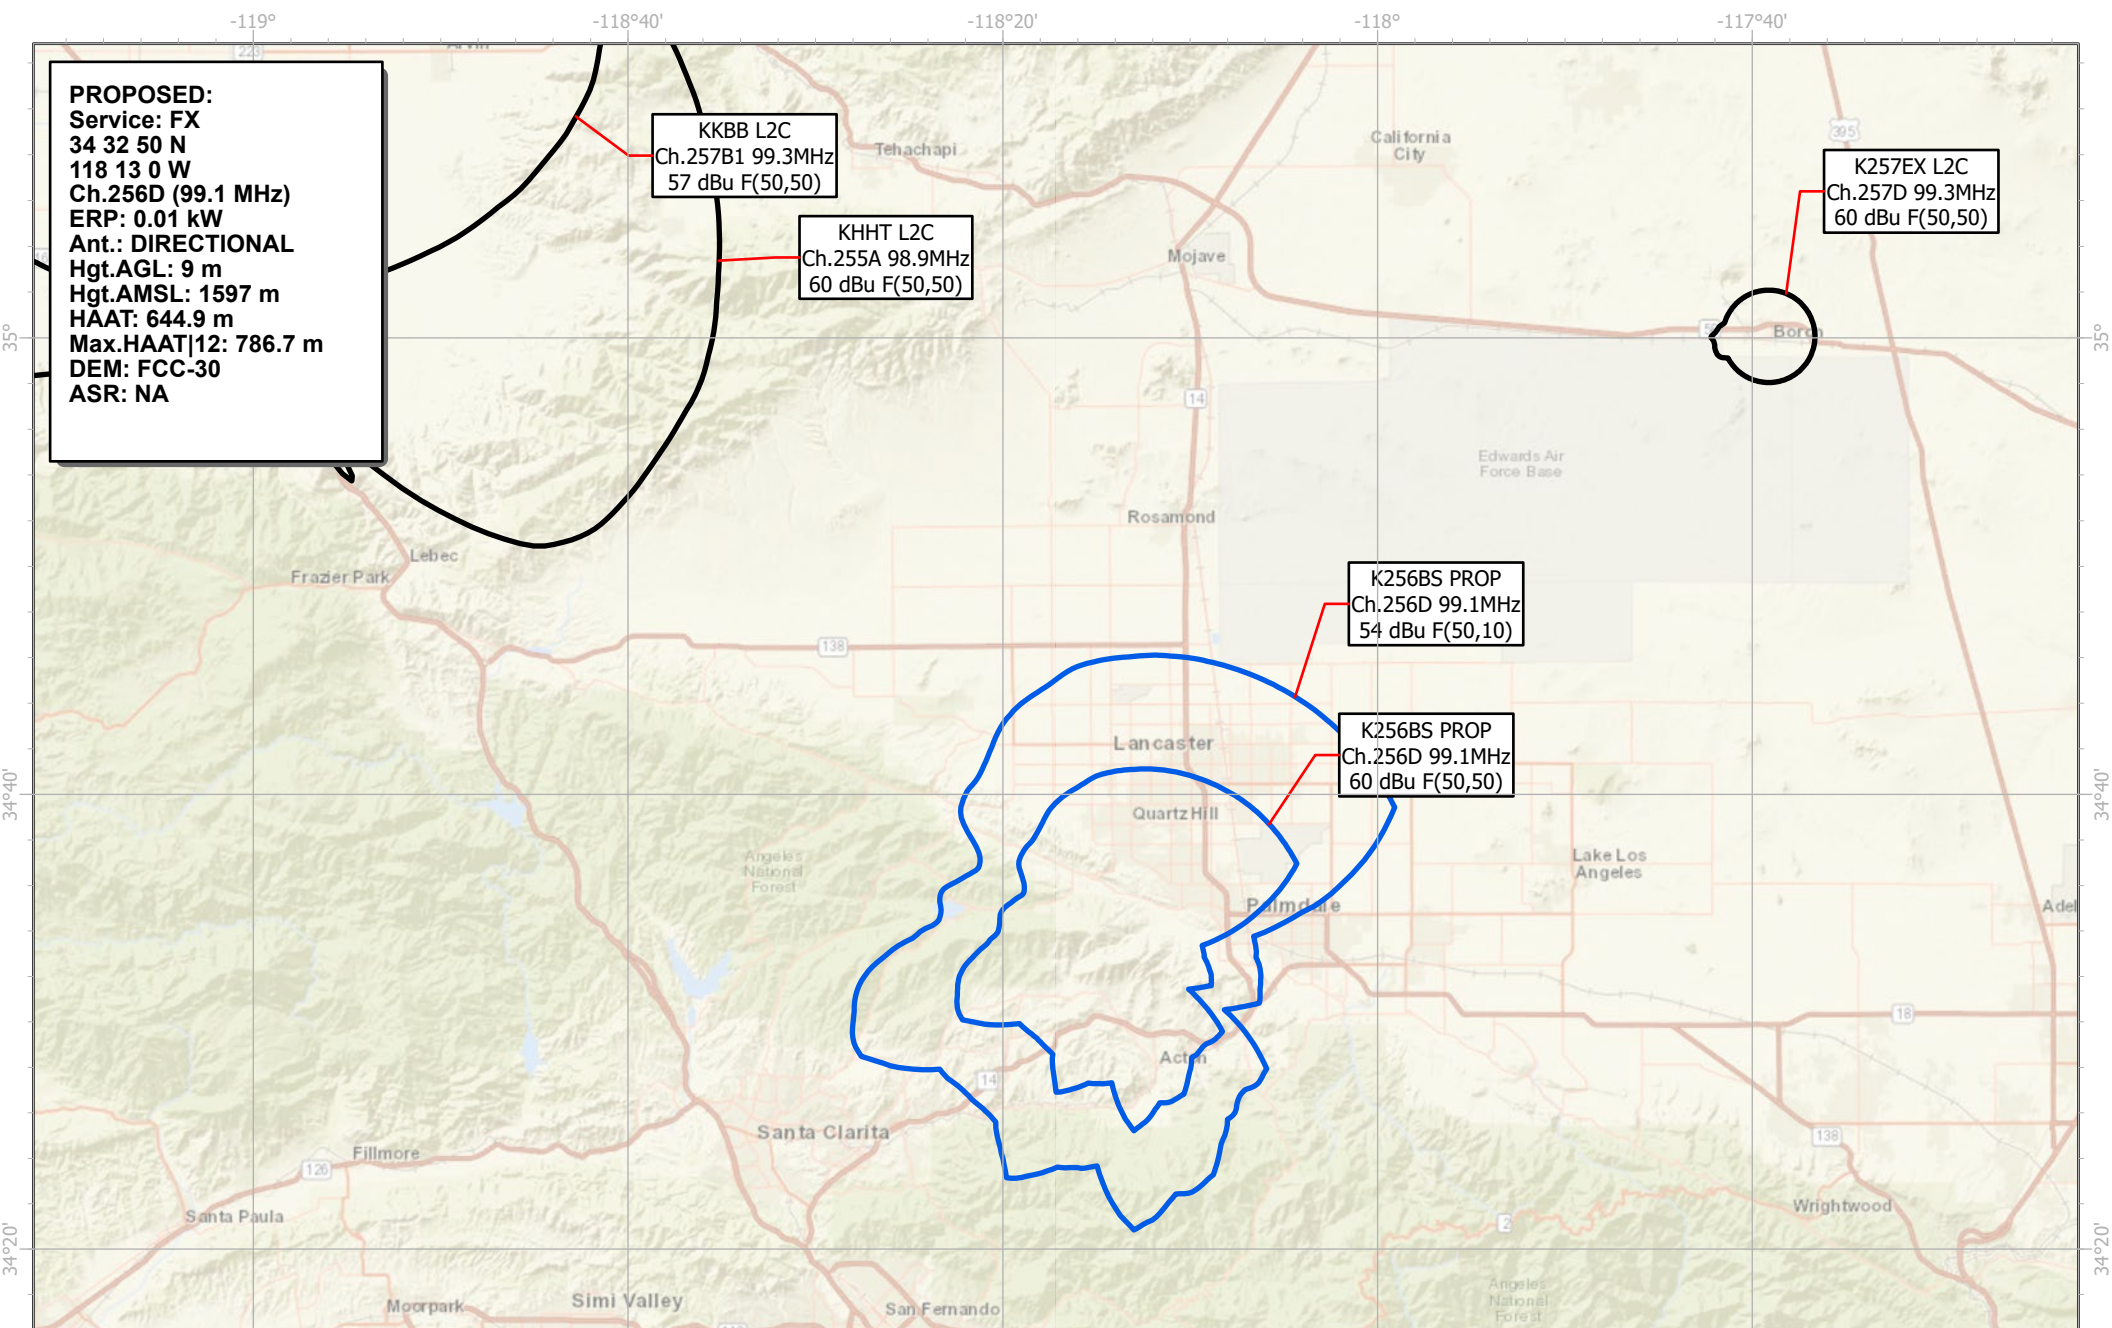 -119°
-118°40'
-118°20'
-118°
-117°40'
223
PROPOSED:
Service: FX
34 32 50 N
118 13 0 W
Ch.256D (99.1 MHz)
ERP: 0.01 kW
Ant.: DIRECTIONAL
Hgt.AGL: 9 m
Hgt.AMSL: 1597 m
HAAT: 644.9 m
Max.HAAT|12: 786.7 m
DEM: FCC-30
ASR: NA
KKBB L2C
Ch.257B1 99.3MHz
57 dBu F(50,50)
Tehachapi
California
City
395
K257EX L2C
Ch.257D 99.3MHz
60 dBu F(50,50)
KHHT L2C
Ch.255A 98.9MHz
60 dBu F(50,50)
Mojave
Boron
35°
35°
14
Edwards Air
Force Base
Rosamond
Lebec
Frazier Park
K256BS PROP
Ch.256D 99.1MHz
54 dBu F(50,10)
138
K256BS PROP
Ch.256D 99.1MHz
60 dBu F(50,50)
Lancaster
34°40'
34°40'
Quartz Hill
Angeles
National
Forest
Lake Los
Angeles
Palmdale
Adel
18
Acton
14
Santa Clarita
138
Fillmore
126
Santa Paula
Wrightwood
2
34°20'
34°20'
Angeles
National
Forest
Moorpark
Simi Valley
San Fernando